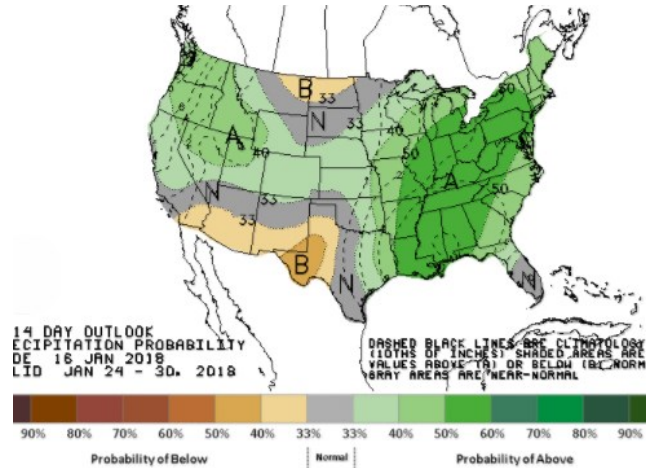 B
33
N
33
A
40
40
50
50
A
50
N
33
33
B
N
N
14 DAY OUTLOOK
ECIPITATION PROBABILITY
DE 16 JAN 2018
LID JAN 24 - 30, 2018
DASHED BLACK LINES ARE CLIMATOLOGY
(10THS OF INCHES) SHADED AREAS ARE
VALUES ABOVE (A) OR BELOW (B) NORM
GRAY AREAS ARE NEAR-NORMAL
90% 80% 70% 60% 50% 40% 33% 33% 40% 50% 60% 70% 80% 90%
Probability of Below Normal Probability of Above